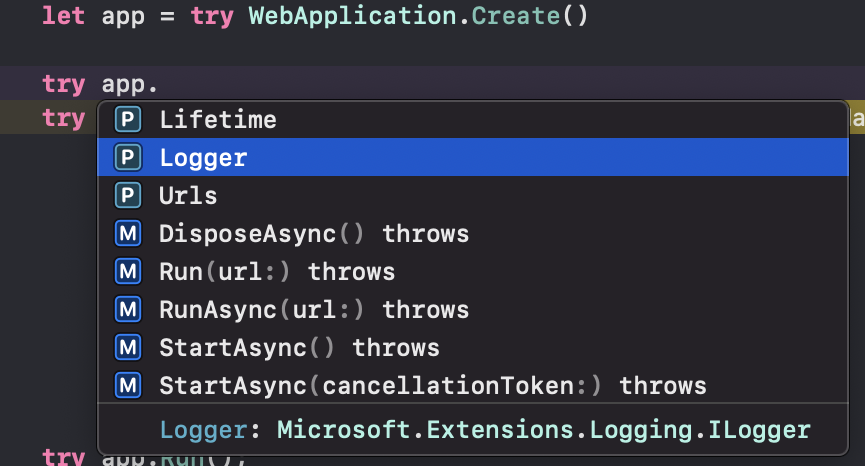 let app = try WebApplication.Create()
try app.
try
P Lifetime
P Logger
P Urls
M DisposeAsync() throws
M Run(url:) throws
M RunAsync(url:) throws
M StartAsync() throws
M StartAsync(cancellationToken:) throws
Logger: Microsoft.Extensions.Logging.ILogger
try app.Run();